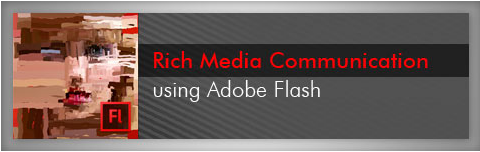 Rich Media Communication
using Adobe Flash
Fl